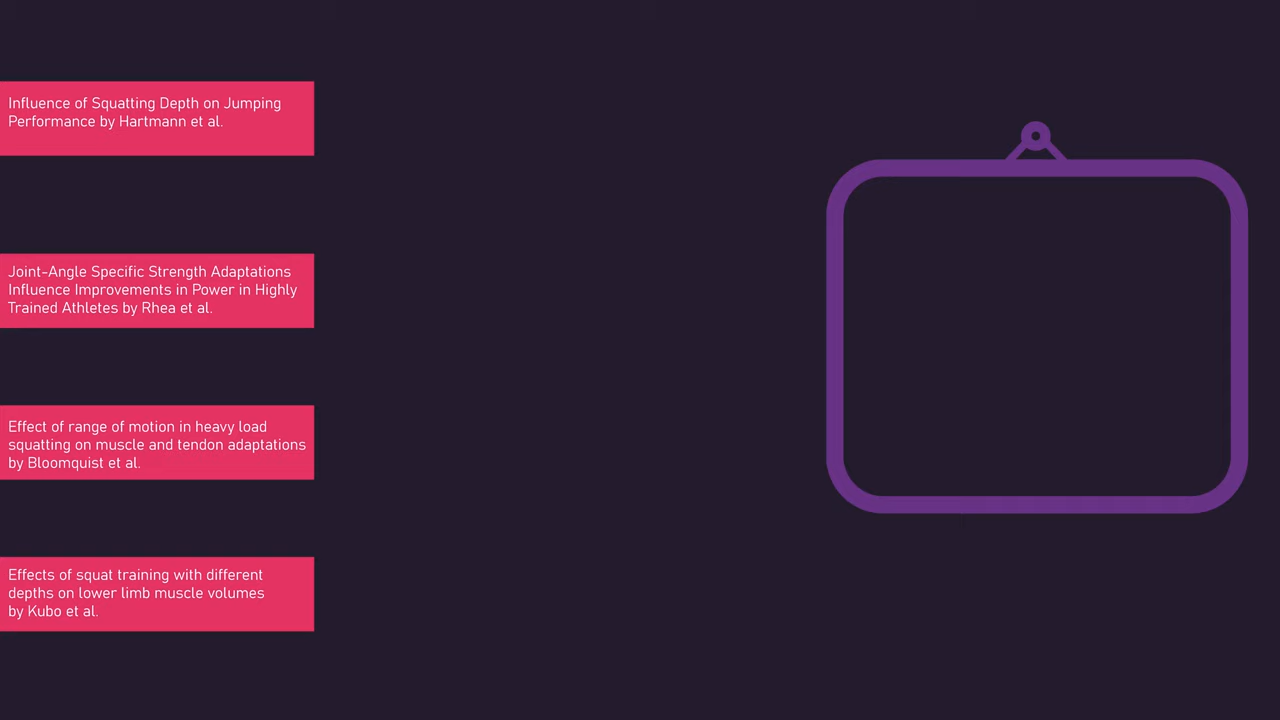 Influence of Squatting Depth on Jumping
Performance by Hartmann et al.
Joint-Angle Specific Strength Adaptations
Influence Improvements in Power in Highly
Trained Athletes by Rhea et al.
Effect of range of motion in heavy load
squatting on muscle and tendon adaptations
by Bloomquist et al.
Effects of squat training with different
depths on lower limb muscle volumes
by Kubo et al.